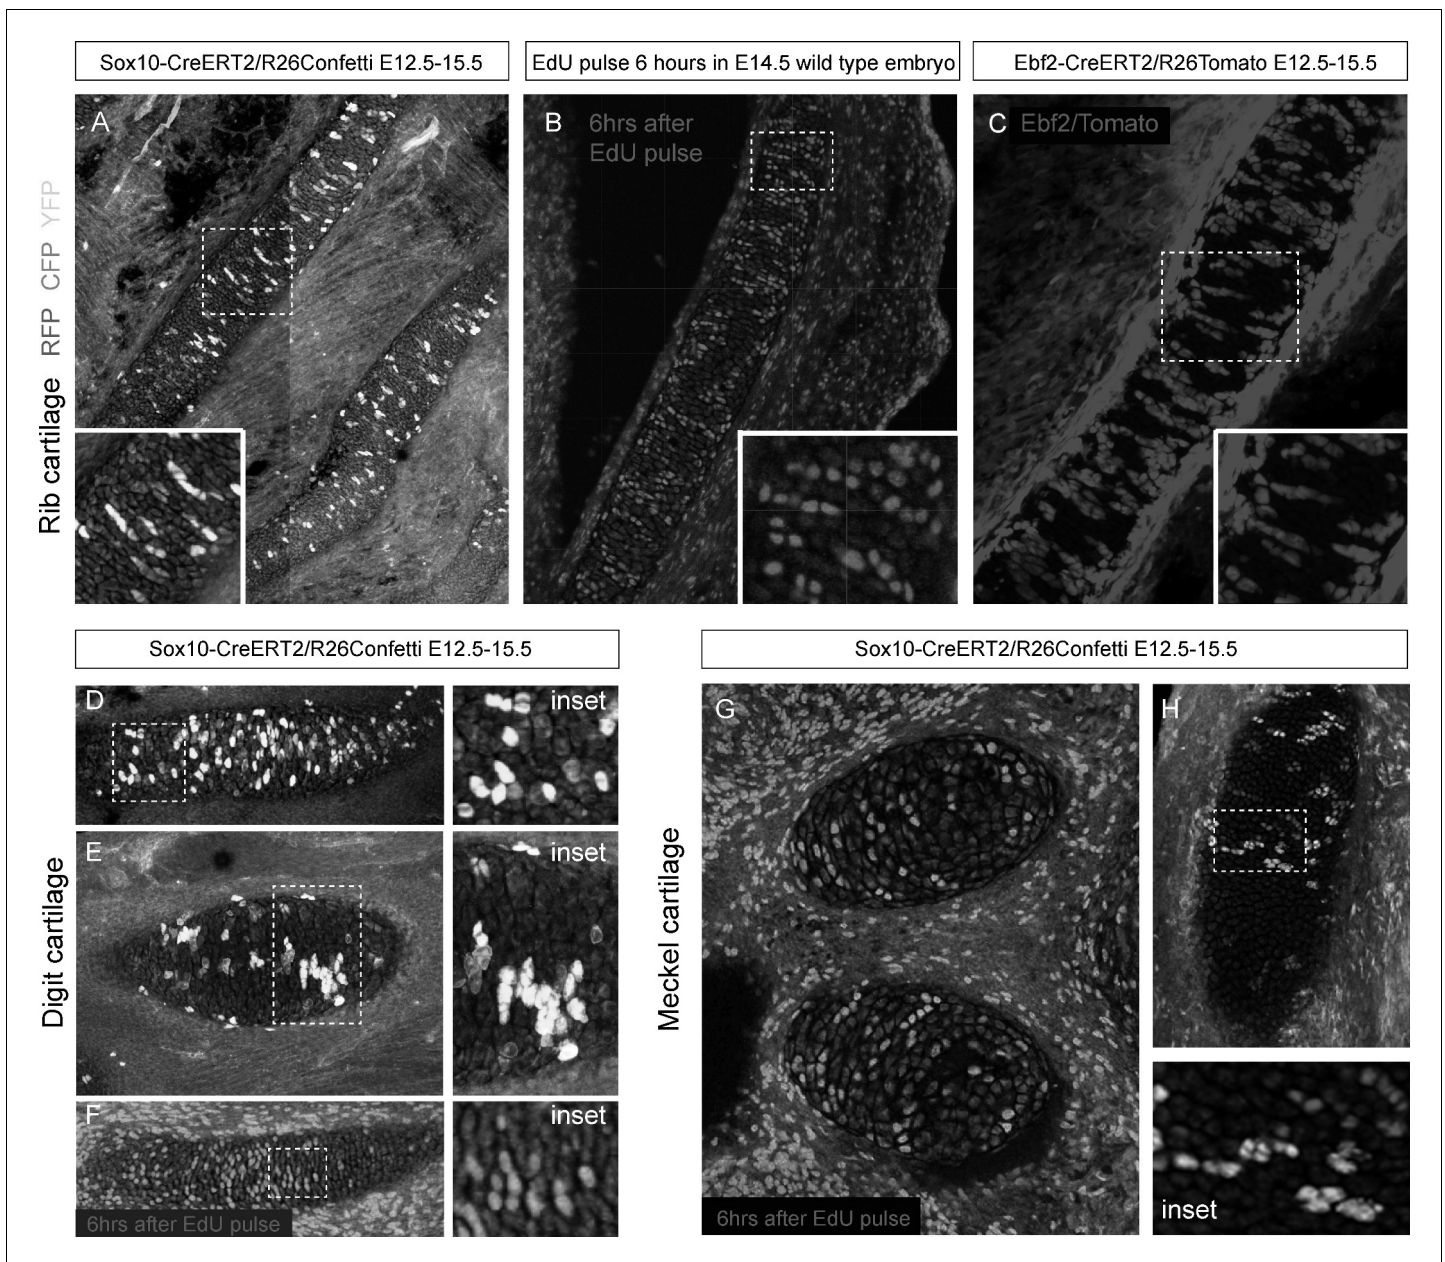 Sox10-CreERT2/R26Confetti E12.5-15.5
EdU pulse 6 hours in E14.5 wild type embryo
Ebf2-CreERT2/R26Tomato E12.5-15.5
Rib cartilage RFP CFP YFP
A
B
6hrs after
EdU pulse
C Ebf2/Tomato
Sox10-CreERT2/R26Confetti E12.5-15.5
Sox10-CreERT2/R26Confetti E12.5-15.5
Digit cartilage
D
inset
E
inset
F
inset
6hrs after EdU pulse
Meckel cartilage
G
6hrs after EdU pulse
H
inset